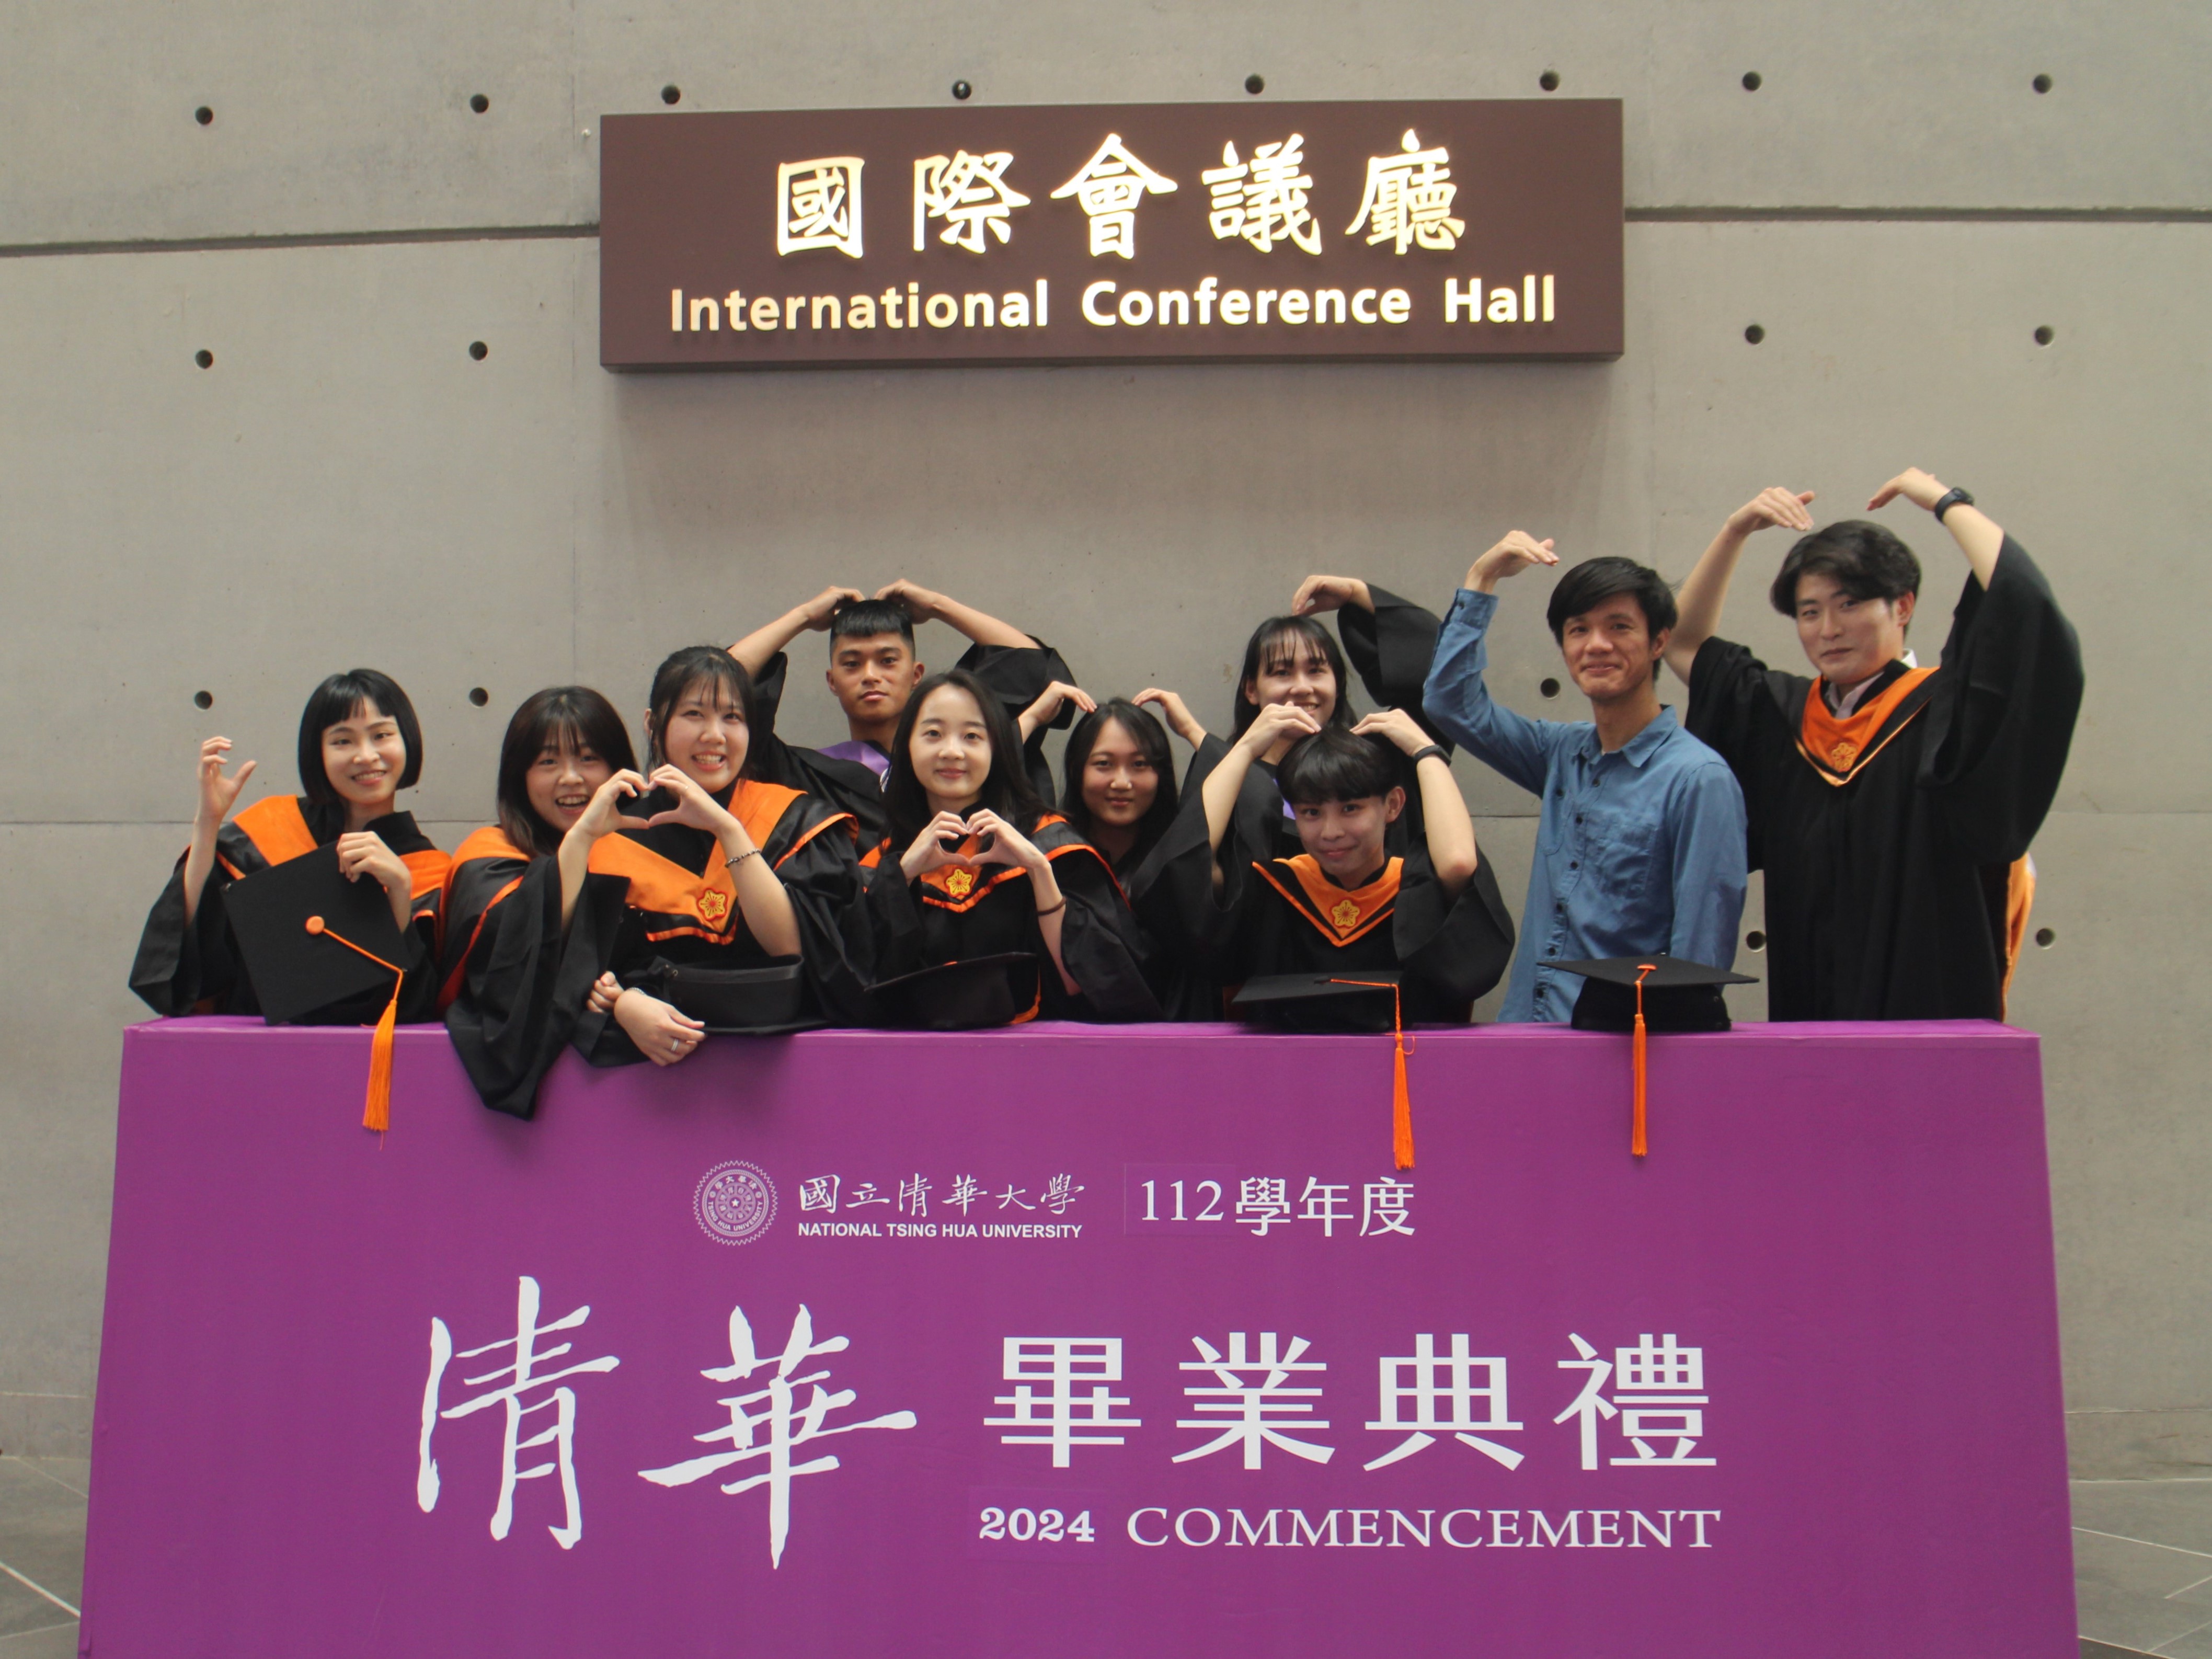 國際會議廳
International Conference Hall
國立清華大學
NATIONAL TSING HUA UNIVERSITY
112學年度
清華
畢業典禮
2024 COMMENCEMENT